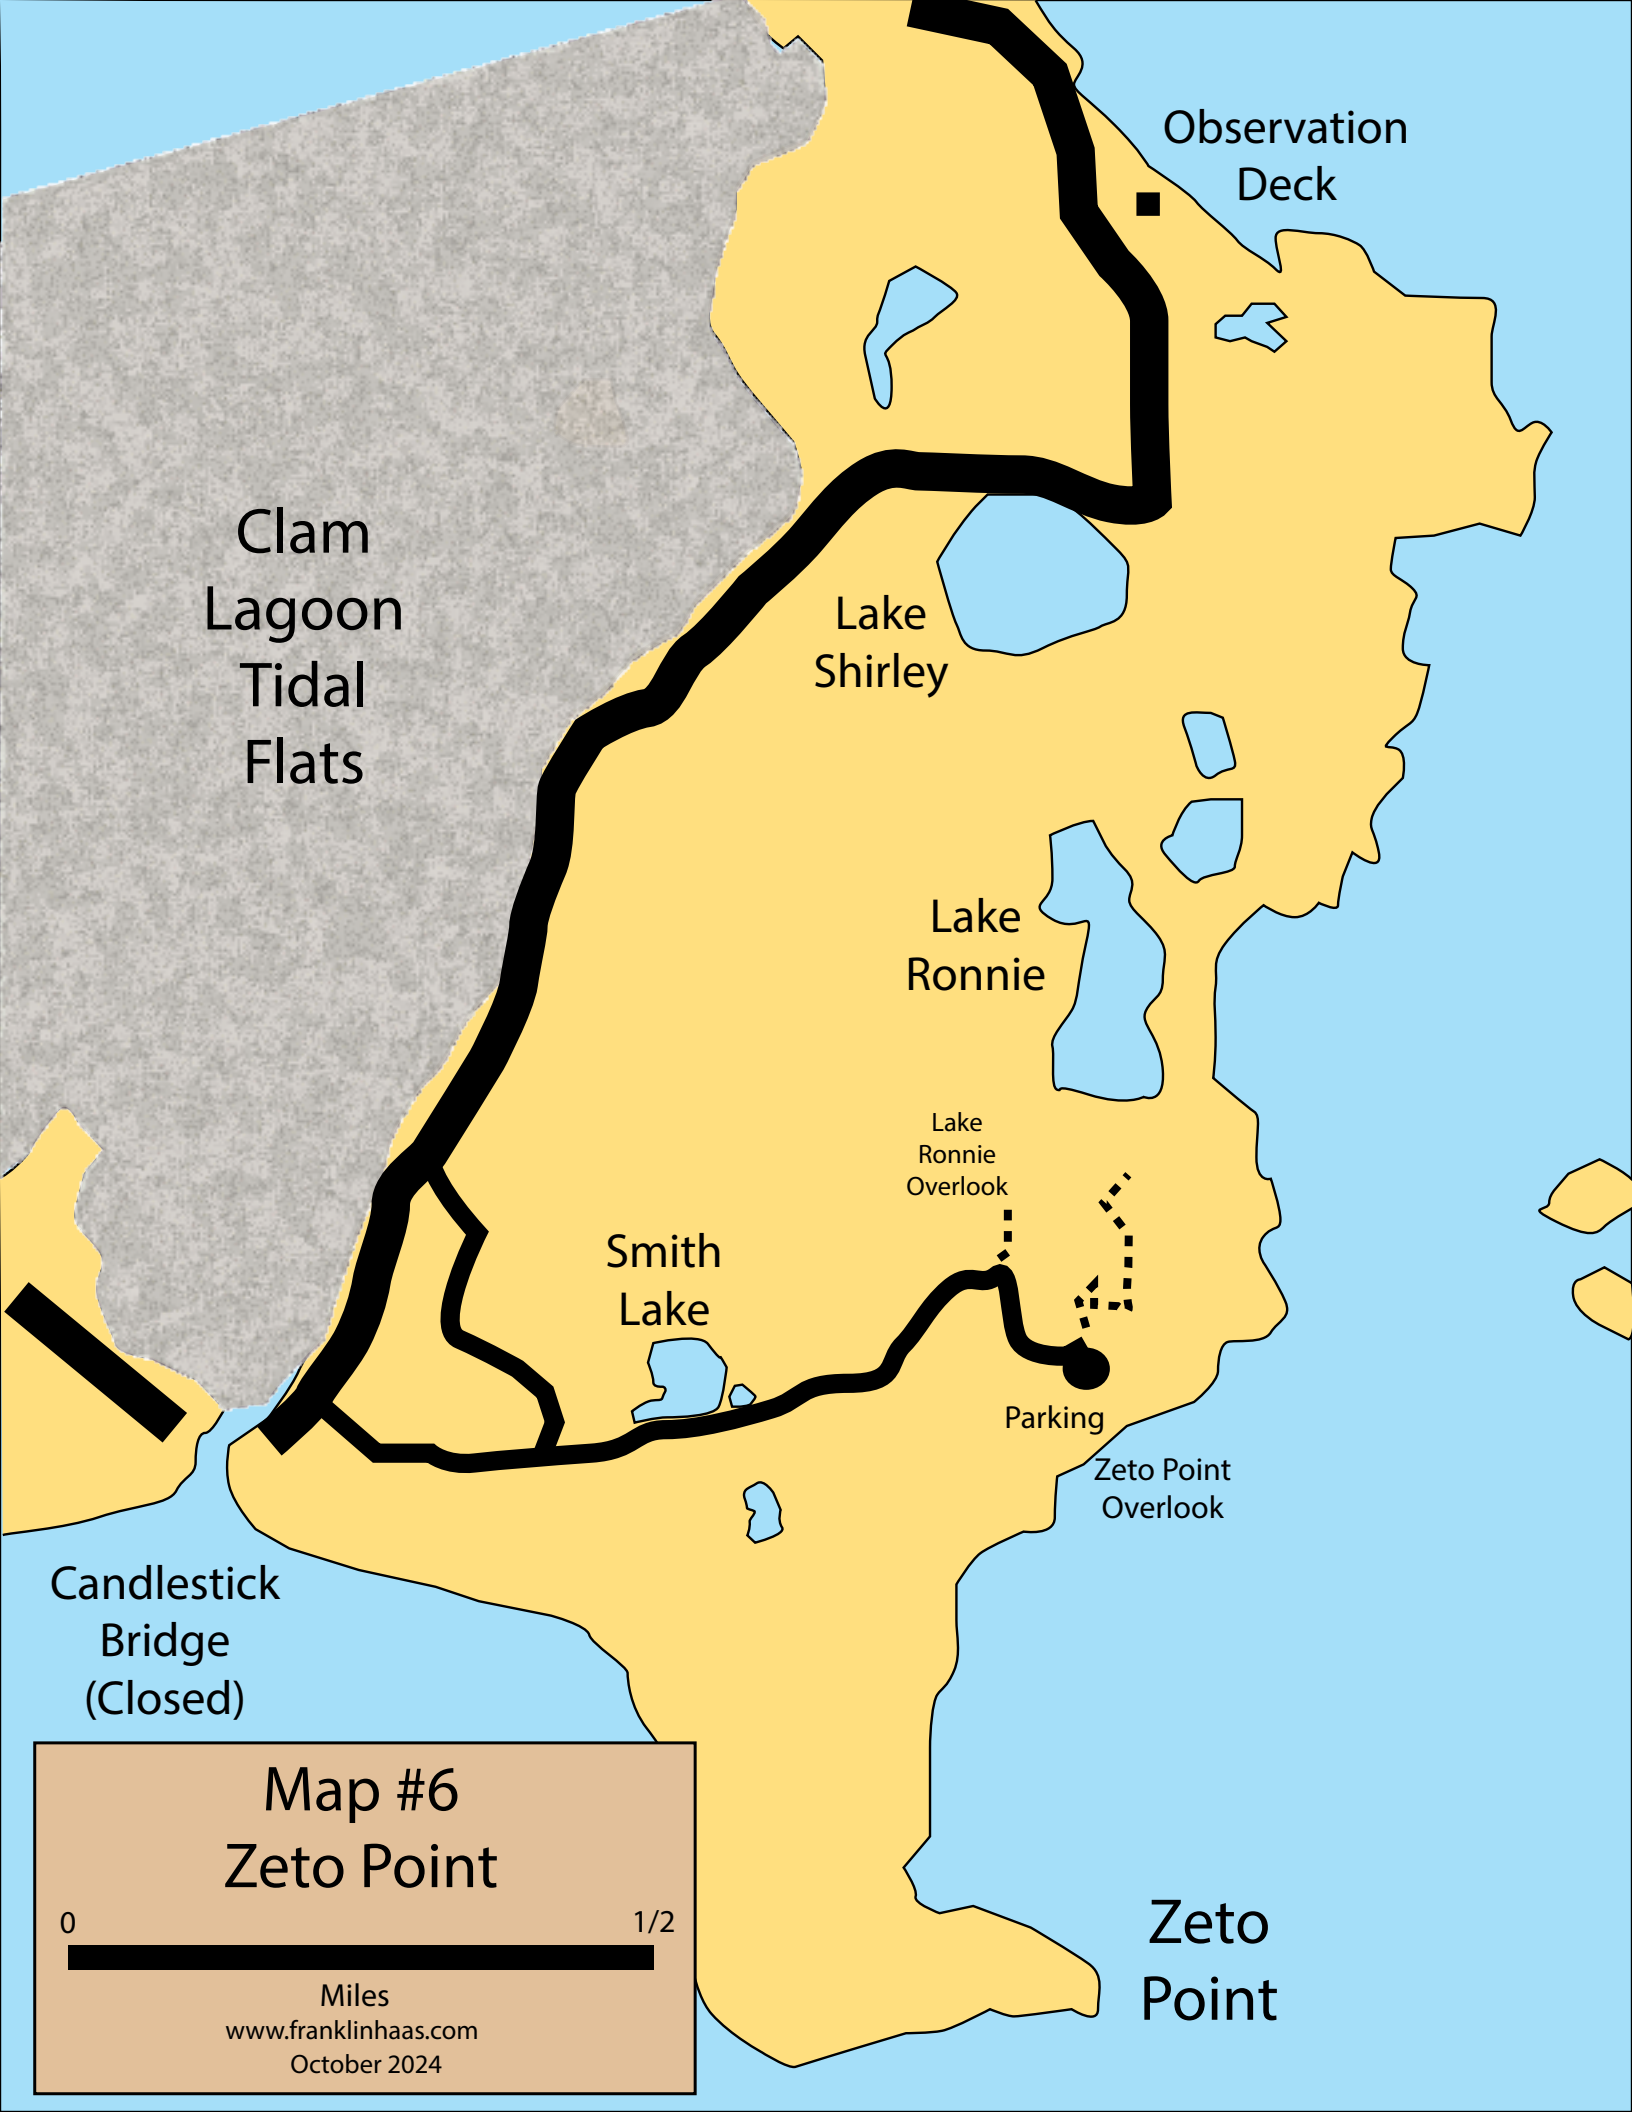 Observation
Deck
Clam
Lagoon
Tidal
Flats
Lake
Shirley
Lake
Ronnie
Lake
Ronnie
Overlook
Smith
Lake
Parking
Zeto Point
Overlook
Candlestick
Bridge
(Closed)
Map #6
Zeto Point
0 1/2
Miles
www.franklinhaas.com
October 2024
Zeto
Point